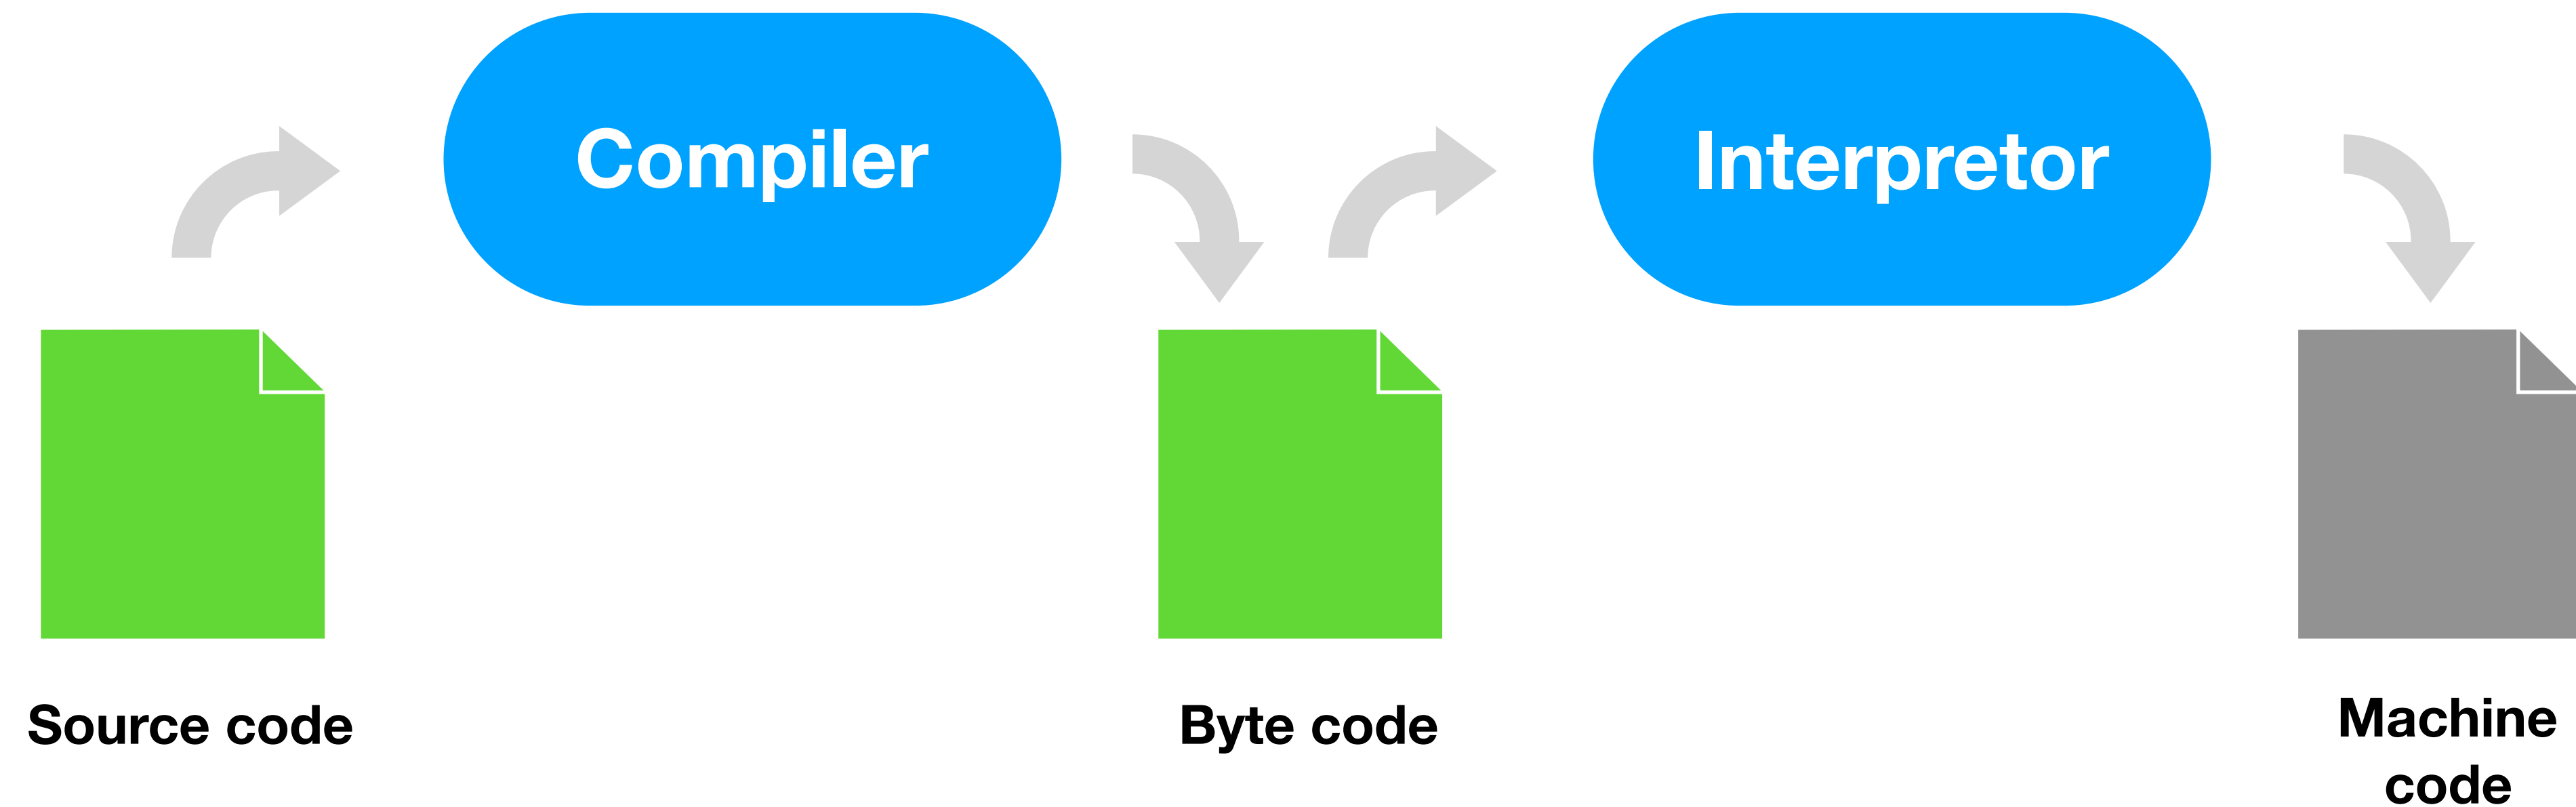 Compiler
Interpretor
Source code
Byte code
Machine
code